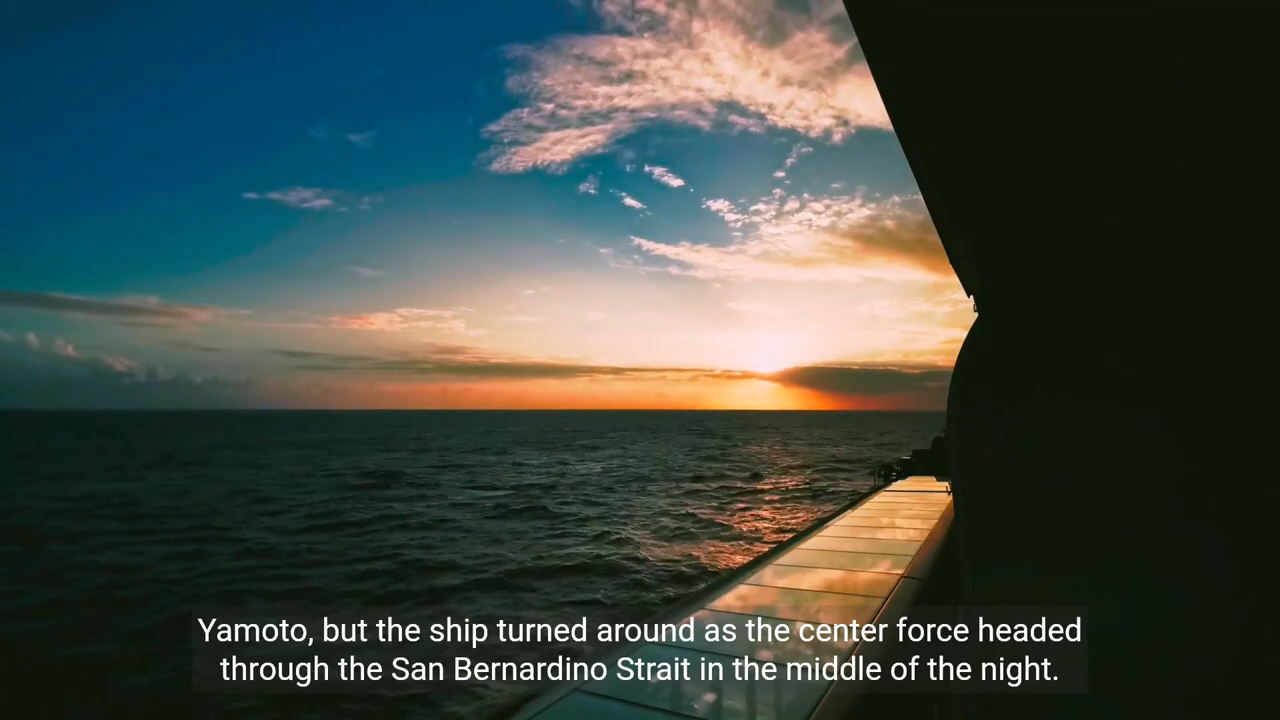 Yamoto, but the ship turned around as the center force headed
through the San Bernardino Strait in the middle of the night.